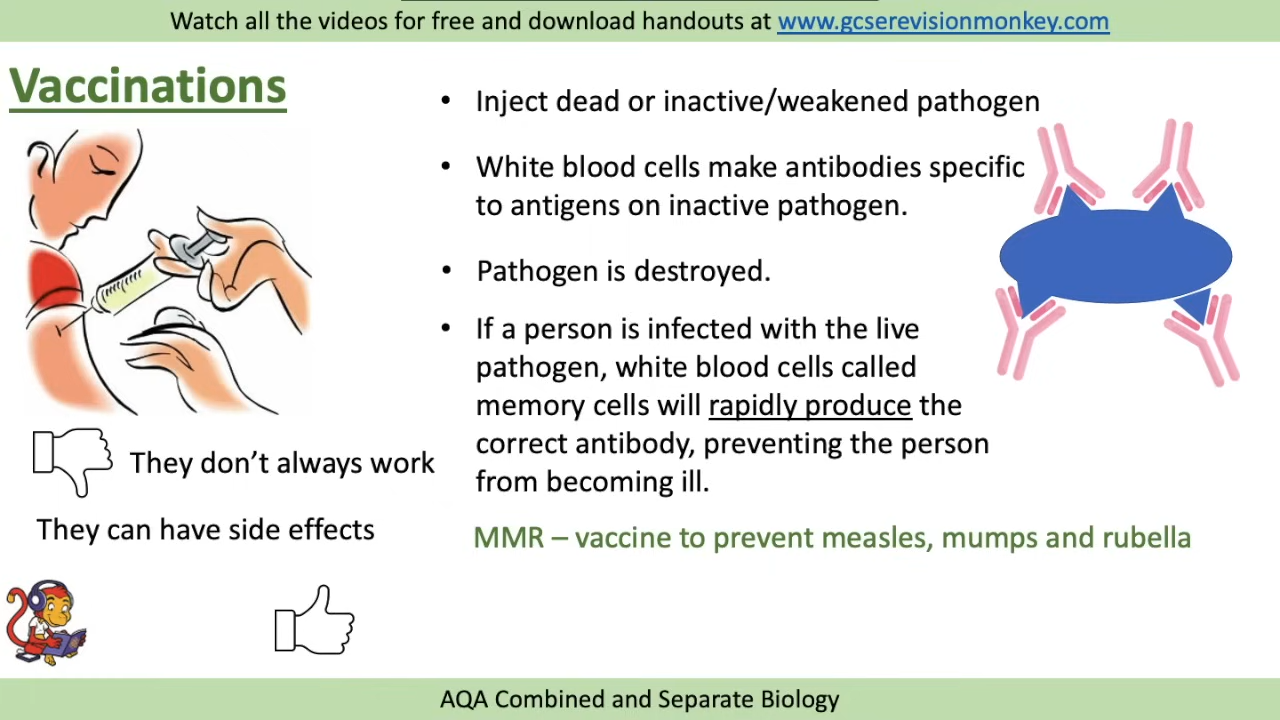 Watch all the videos for free and download handouts at www.gcserevisionmonkey.com
Vaccinations
• Inject dead or inactive/weakened pathogen
• White blood cells make antibodies specific
to antigens on inactive pathogen.
• Pathogen is destroyed.
• If a person is infected with the live
pathogen, white blood cells called
memory cells will rapidly produce the
correct antibody, preventing the person
from becoming ill.
They don’t always work
They can have side effects
MMR – vaccine to prevent measles, mumps and rubella
AQA Combined and Separate Biology